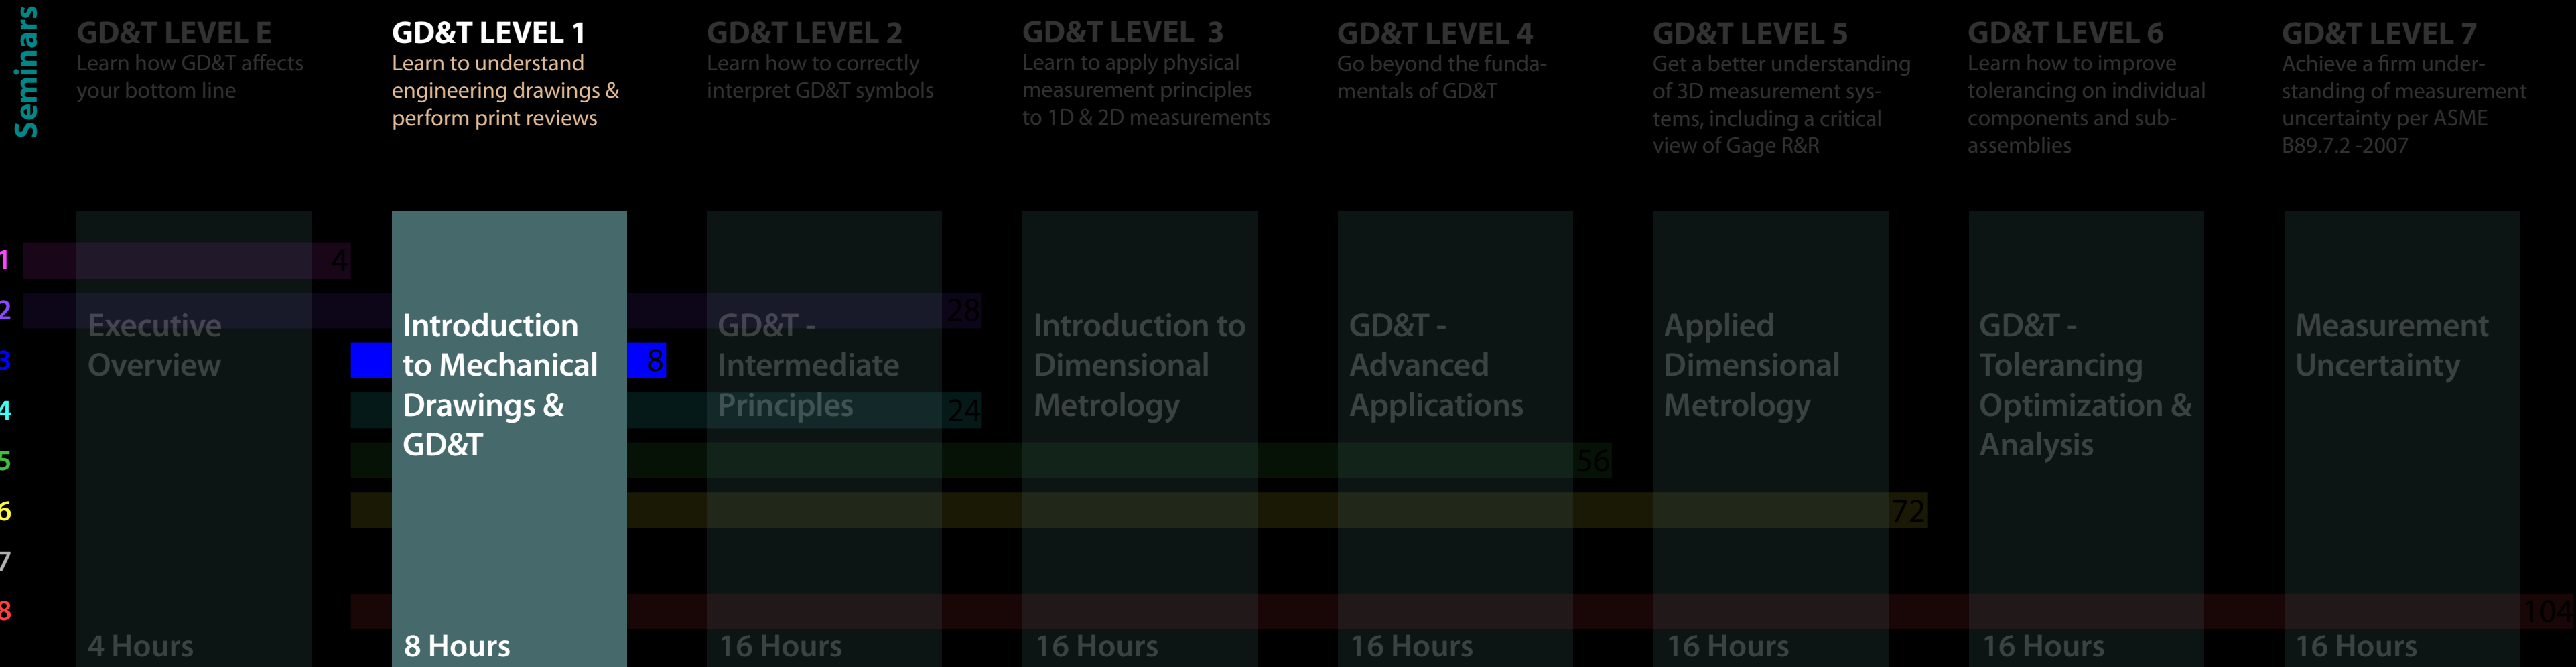 Seminars
GD&T LEVEL E
Learn how GD&T affects
your bottom line
GD&T LEVEL 1
Learn to understand
engineering drawings &
perform print reviews
GD&T LEVEL 2
Learn how to correctly
interpret GD&T symbols
GD&T LEVEL 3
Learn to apply physical
measurement principles
to 1D & 2D measurements
GD&T LEVEL 4
Go beyond the funda-
mentals of GD&T
GD&T LEVEL 5
Get a better understanding
of 3D measurement sys-
tems, including a critical
view of Gage R&R
GD&T LEVEL 6
Learn how to improve
tolerancing on individual
components and sub-
assemblies
GD&T LEVEL 7
Achieve a firm under-
standing of measurement
uncertainty per ASME
B89.7.2 -2007
1
2
3
4
5
6
7
8
4
28
8
24
56
72
104
Executive
Overview
4 Hours
Introduction
to Mechanical
Drawings &
GD&T
8 Hours
GD&T -
Intermediate
Principles
16 Hours
Introduction to
Dimensional
Metrology
16 Hours
GD&T -
Advanced
Applications
16 Hours
Applied
Dimensional
Metrology
16 Hours
GD&T -
Tolerancing
Optimization &
Analysis
16 Hours
Measurement
Uncertainty
16 Hours